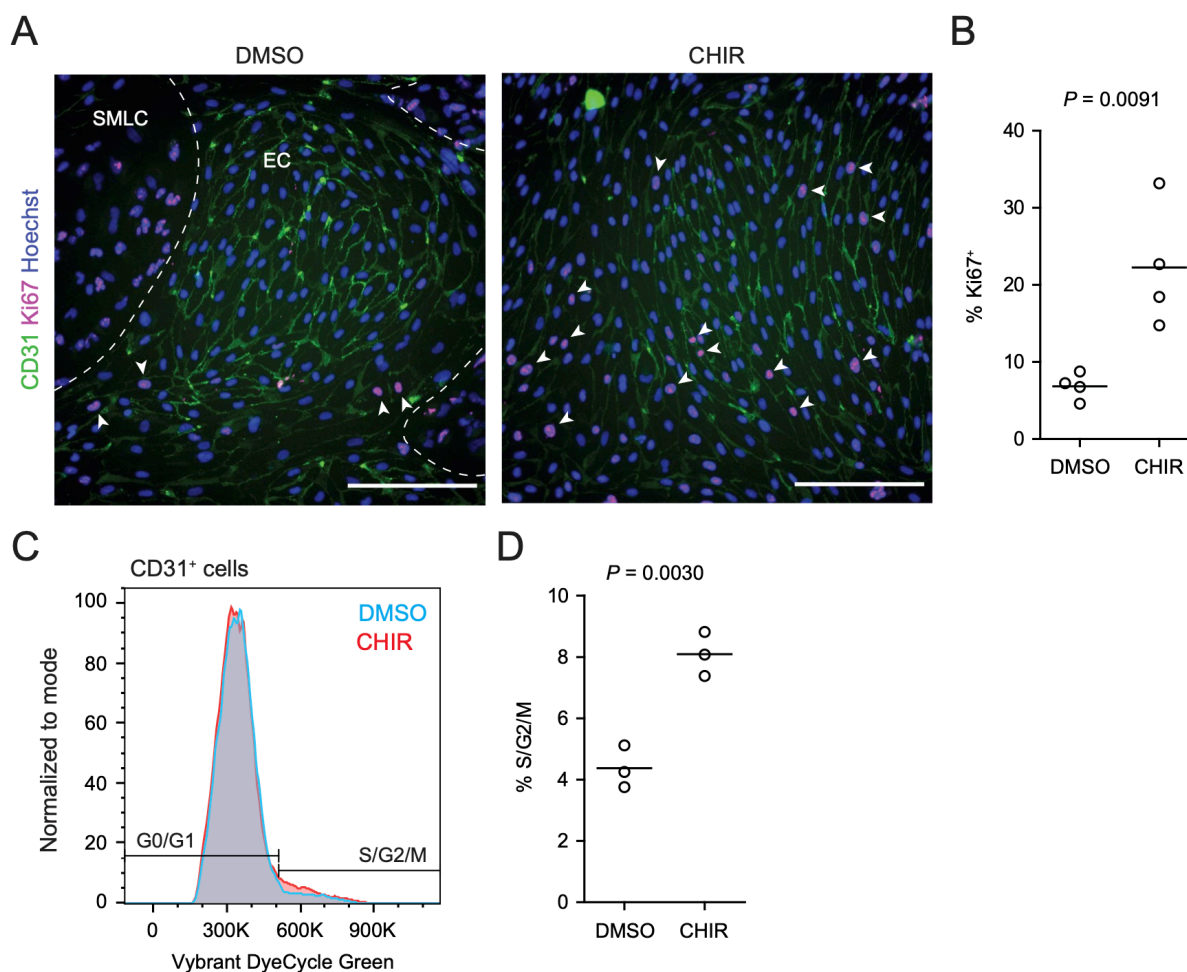 A
DMSO
CHIR
SMLC
EC
CD31 Ki67 Hoechst
B
P = 0.0091
40
30
20
10
0
% Ki67⁺
DMSO
CHIR
C
CD31⁺ cells
DMSO
CHIR
100
80
60
40
20
0
Normalized to mode
G0/G1
S/G2/M
0
300K
600K
900K
Vybrant DyeCycle Green
D
P = 0.0030
10
8
6
4
2
0
% S/G2/M
DMSO
CHIR